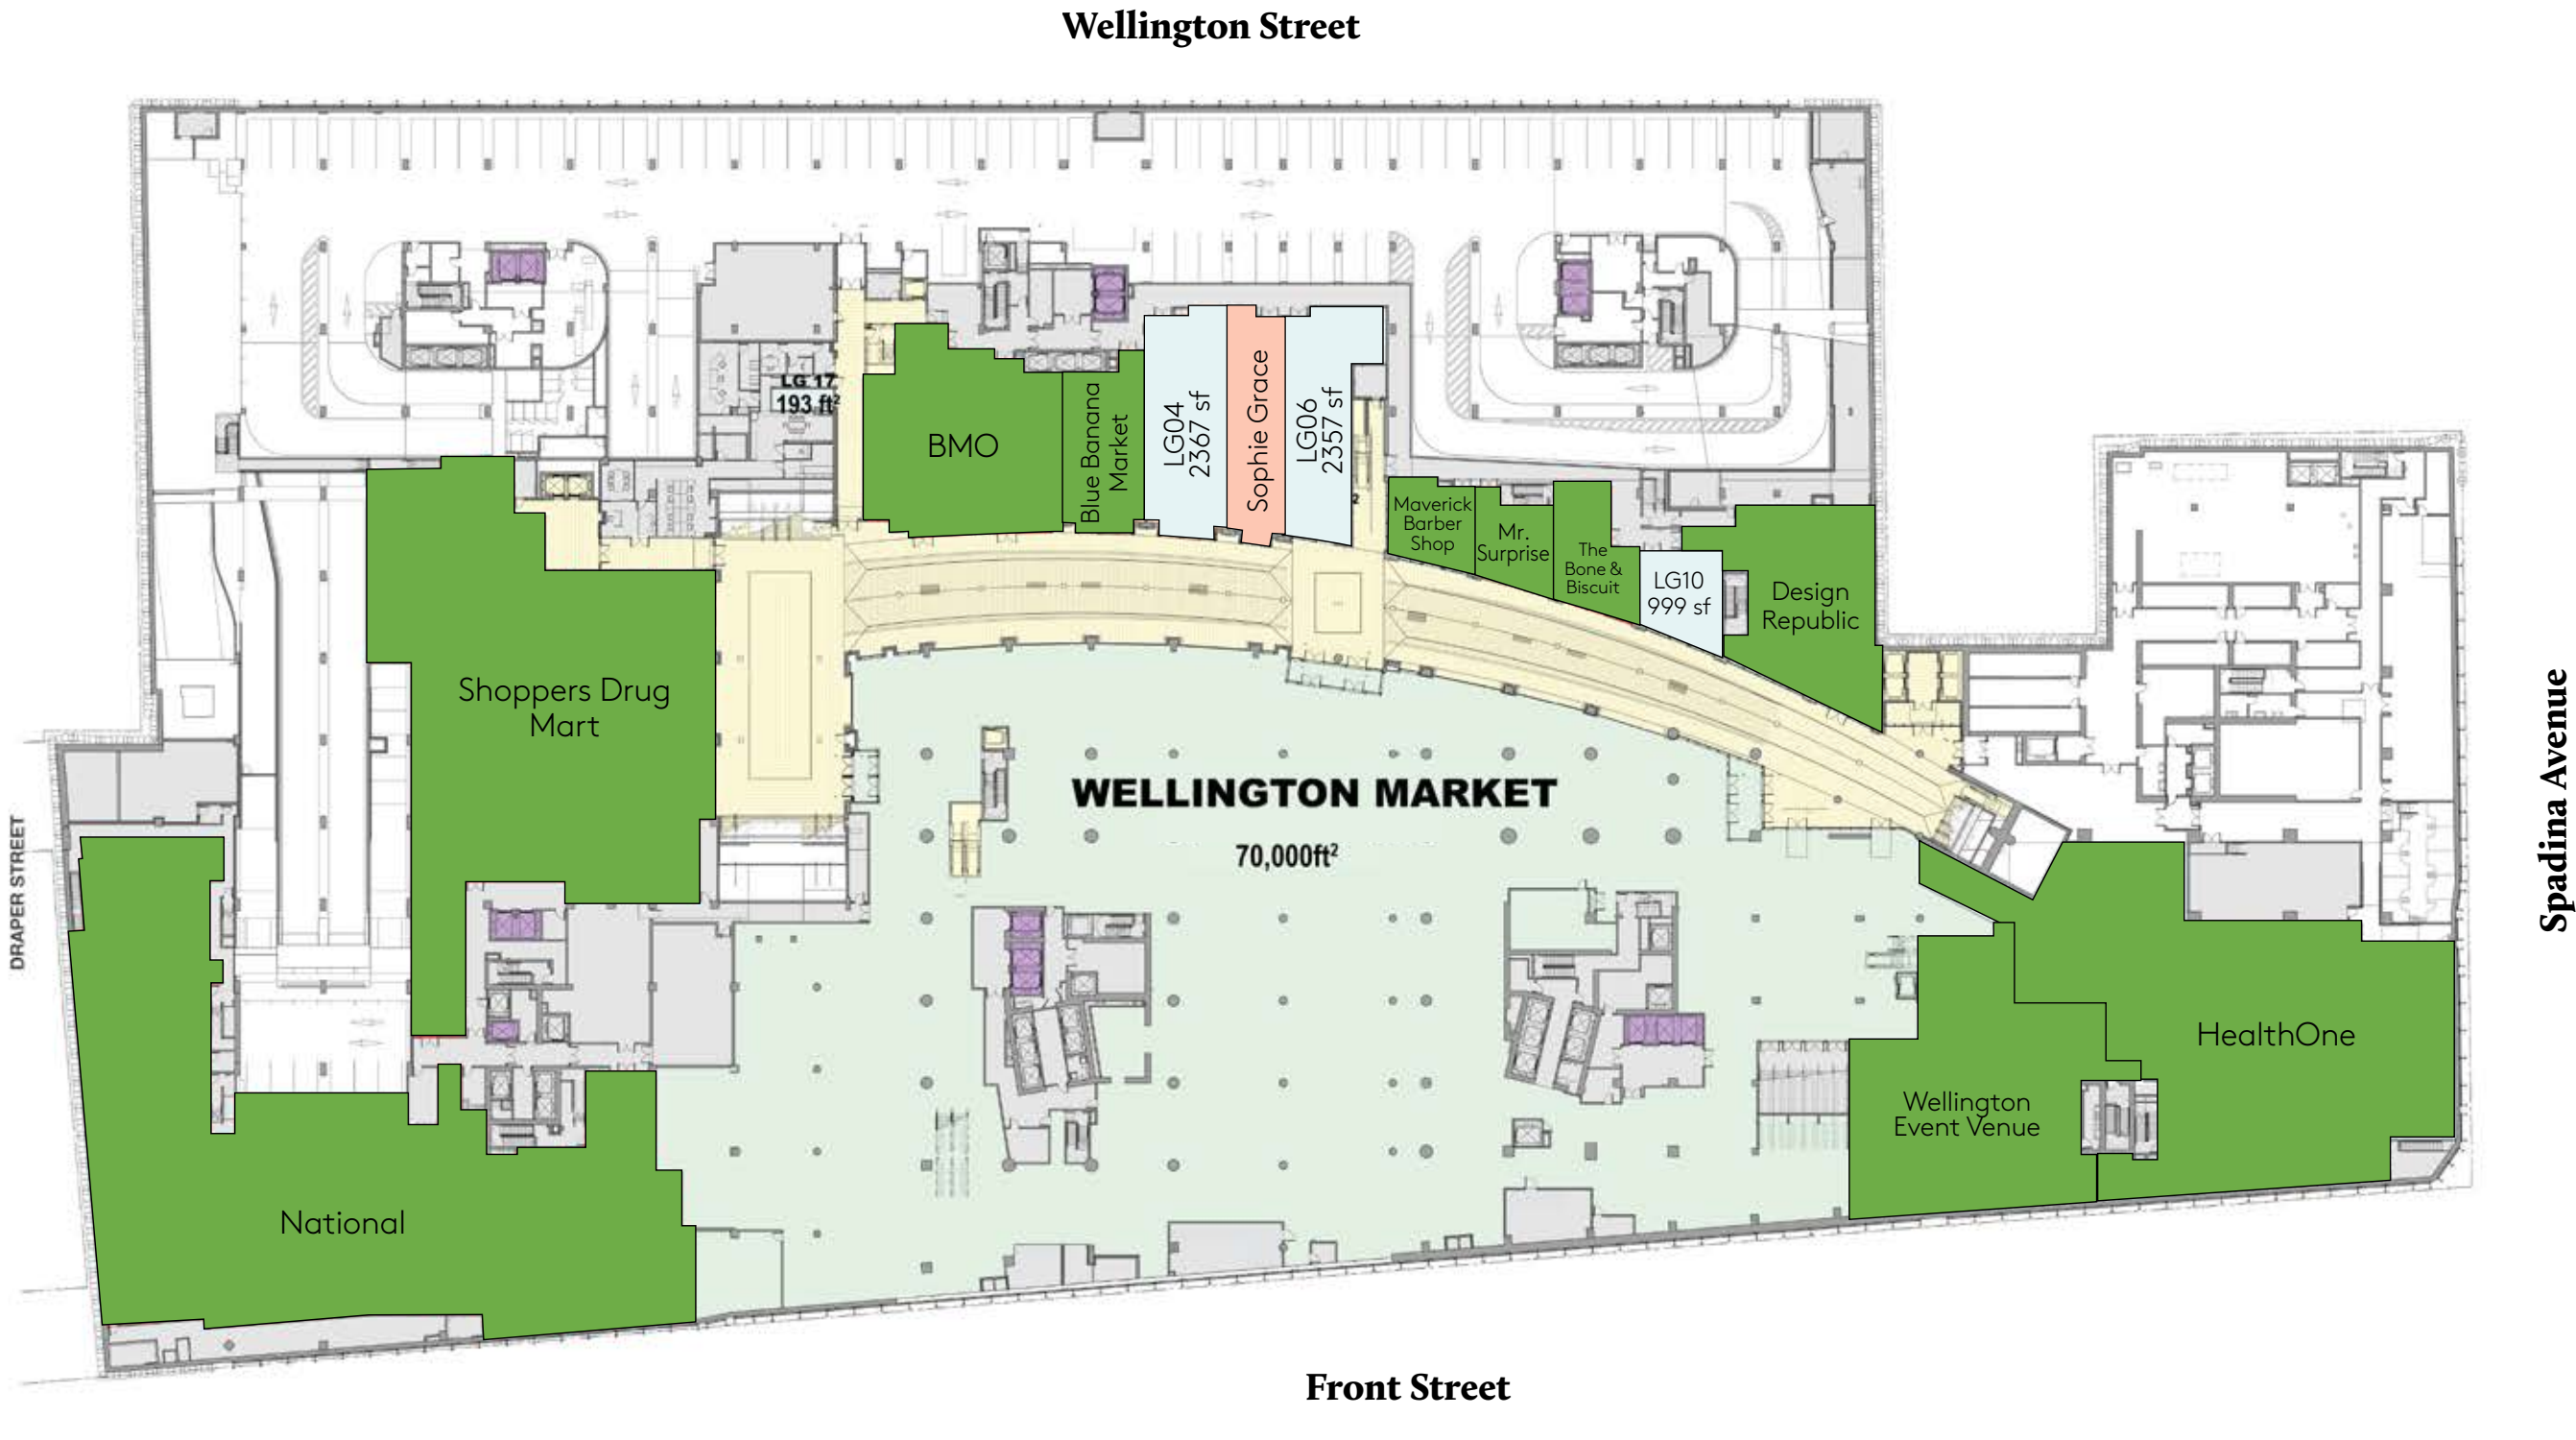 Wellington Street
LG 17
193 ft²
BMO
Blue Banana
Market
LG04
2367 sf
Sophie Grace
LG06
2357 sf
2
Maverick
Barber
Shop
Mr.
Surprise
The
Bone &
Biscuit
LG10
999 sf
Design
Republic
Shoppers Drug
Mart
WELLINGTON MARKET
70,000ft²
DRAPER STREET
Spadina Avenue
HealthOne
Wellington
Event Venue
National
Front Street